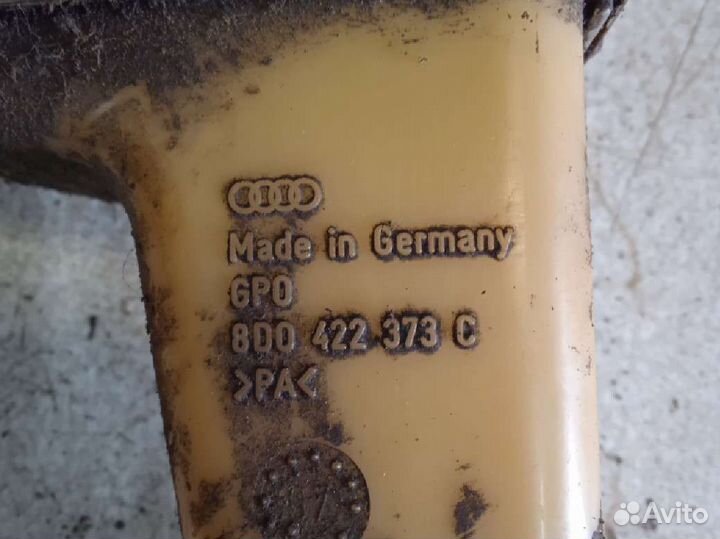 Made in Germany
GPO
8D0 422 373 C
>PA<
Avito